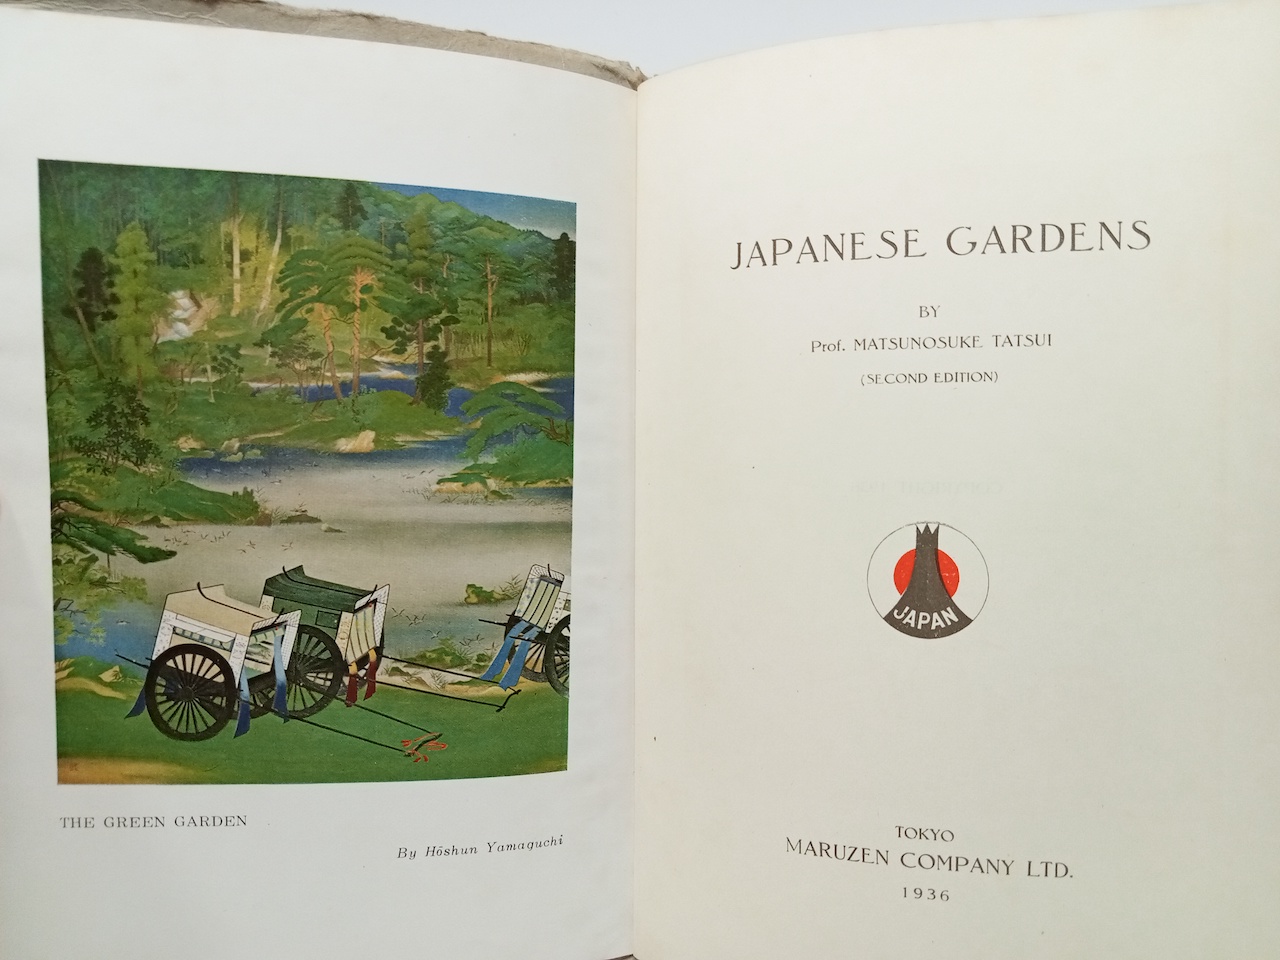 THE GREEN GARDEN
By Hōshun Yamaguchi
JAPANESE GARDENS
BY
Prof. MATSUNOSUKE TATSUI
(SECOND EDITION)
JAPAN
TOKYO
MARUZEN COMPANY LTD.
1936